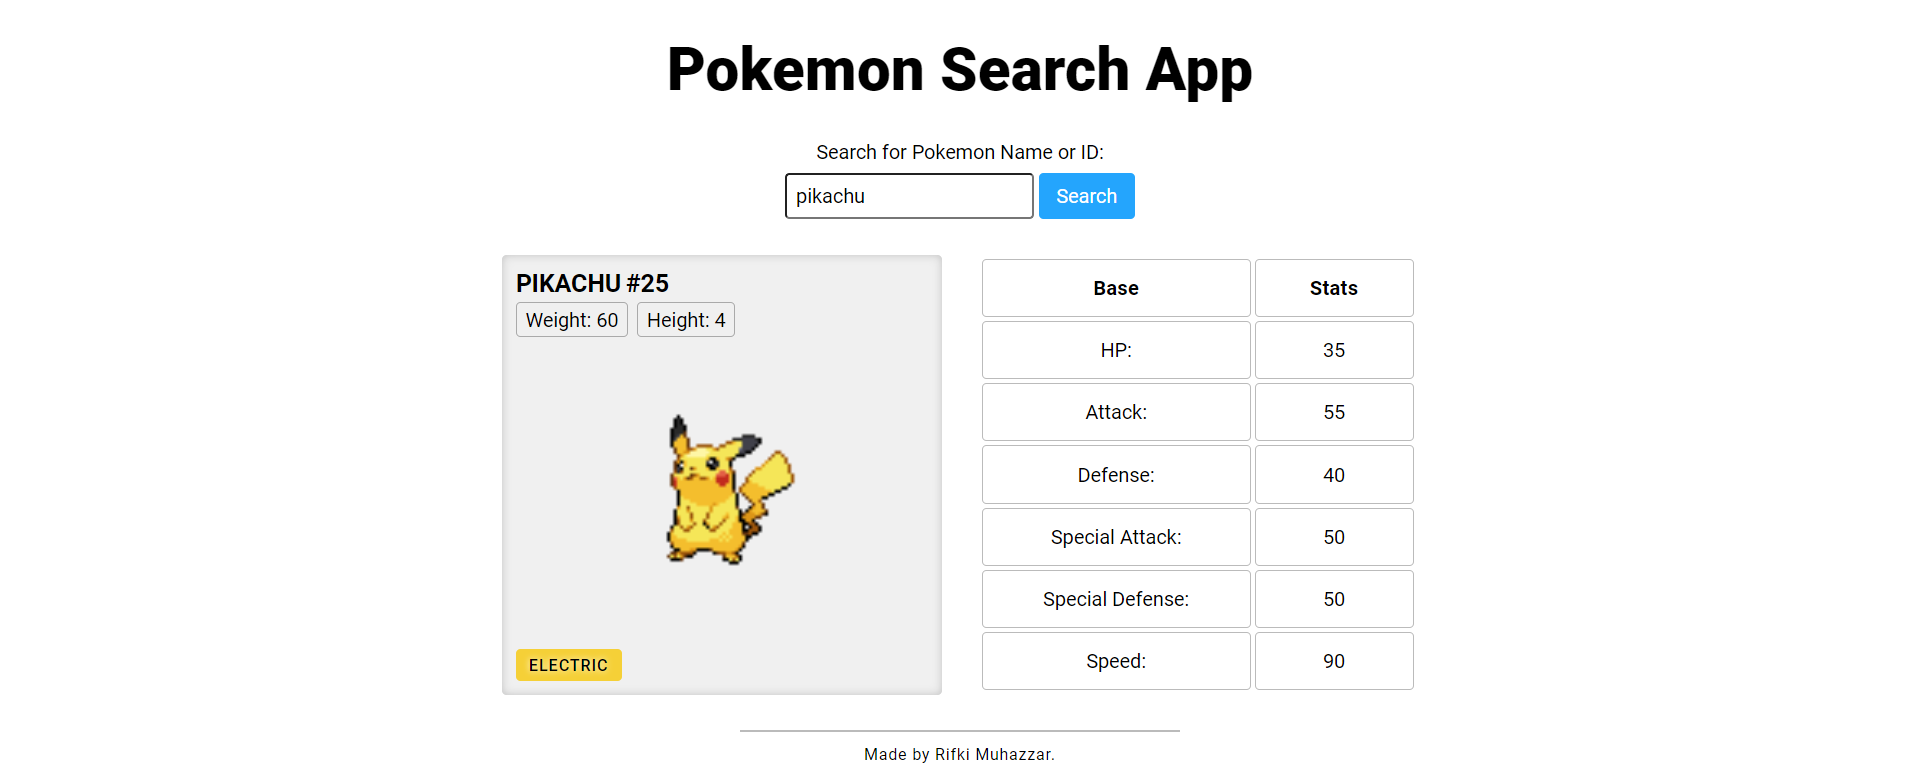 Pokemon Search App
Search for Pokemon Name or ID:
pikachu Search
PIKACHU #25
Weight: 60 Height: 4
ELECTRIC
Base Stats
HP: 35
Attack: 55
Defense: 40
Special Attack: 50
Special Defense: 50
Speed: 90
Made by Rifki Muhazzar.